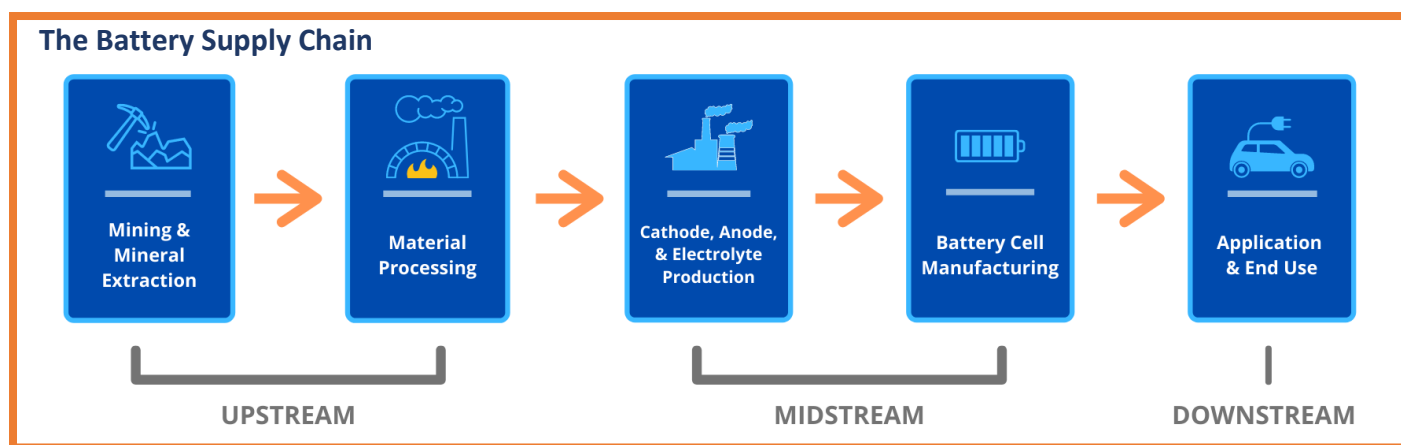 The Battery Supply Chain
Mining &
Mineral
Extraction
Material
Processing
Cathode, Anode,
& Electrolyte
Production
Battery Cell
Manufacturing
Application
& End Use
UPSTREAM
MIDSTREAM
DOWNSTREAM